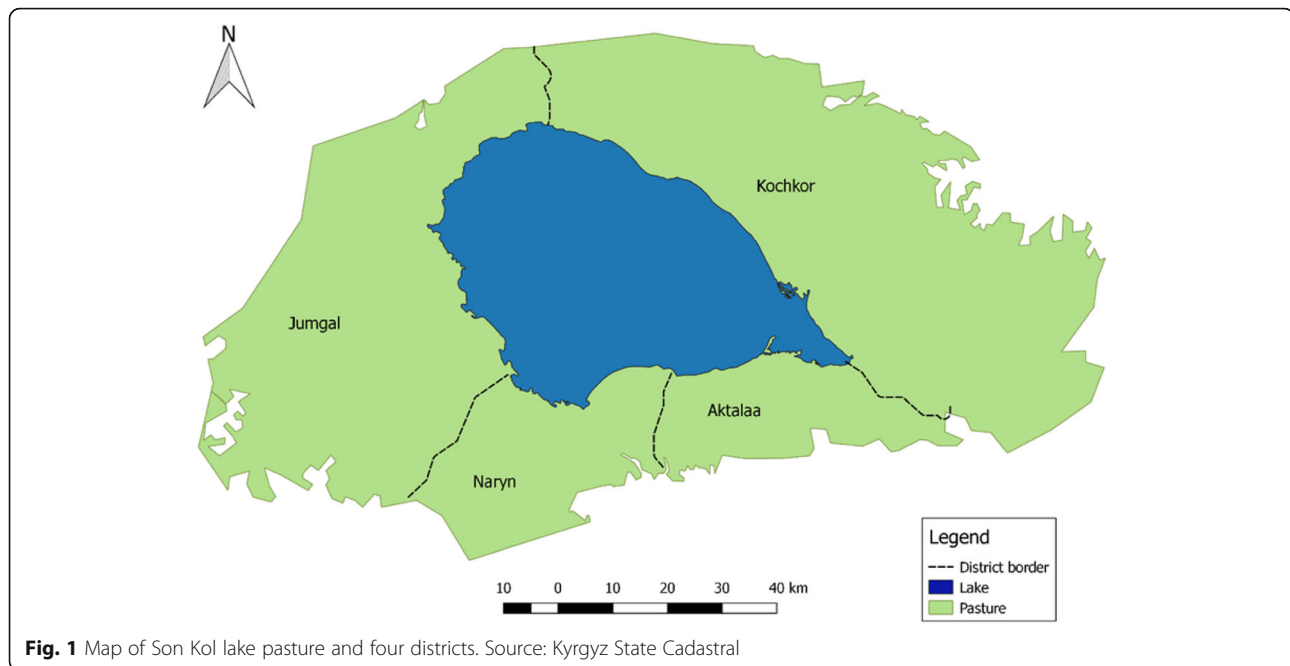 N
Kochkor
Jumgal
Aktalaa
Naryn
Legend
District border
Lake
Pasture
10 0 10 20 30 40 km
Fig. 1 Map of Son Kol lake pasture and four districts. Source: Kyrgyz State Cadastral